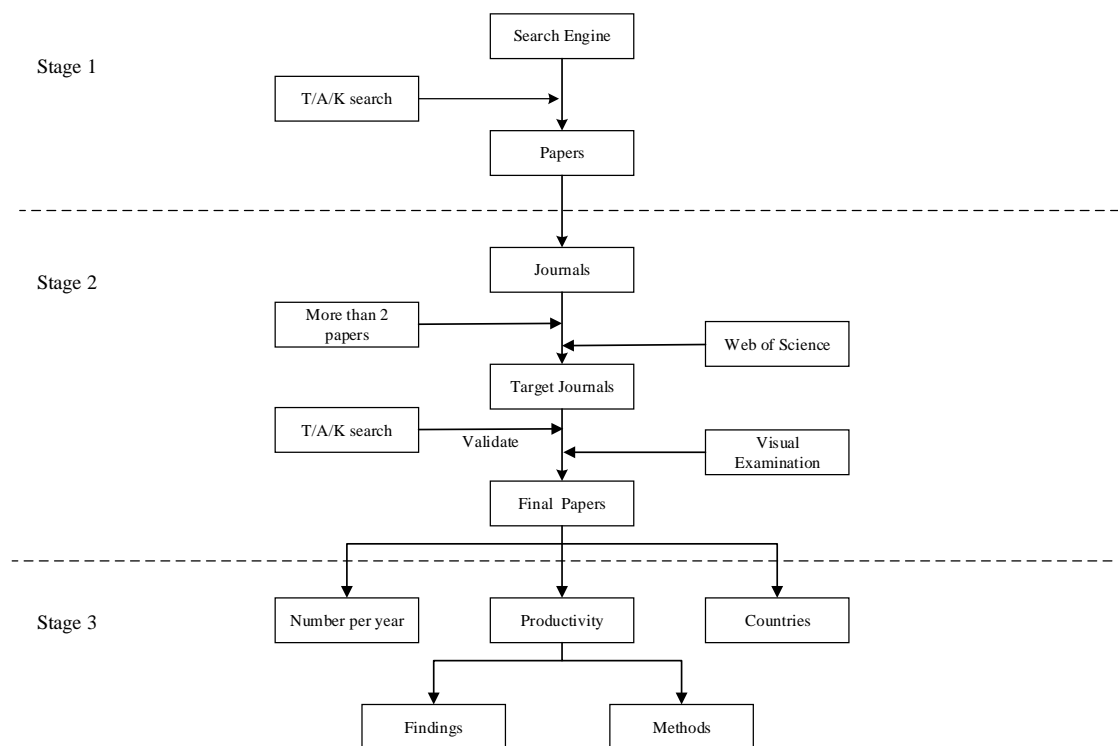 Search Engine
Stage 1
T/A/K search
Papers
Journals
Stage 2
More than 2
papers
Web of Science
Target Journals
T/A/K search
Validate
Visual
Examination
Final Papers
Number per year
Productivity
Countries
Stage 3
Findings
Methods